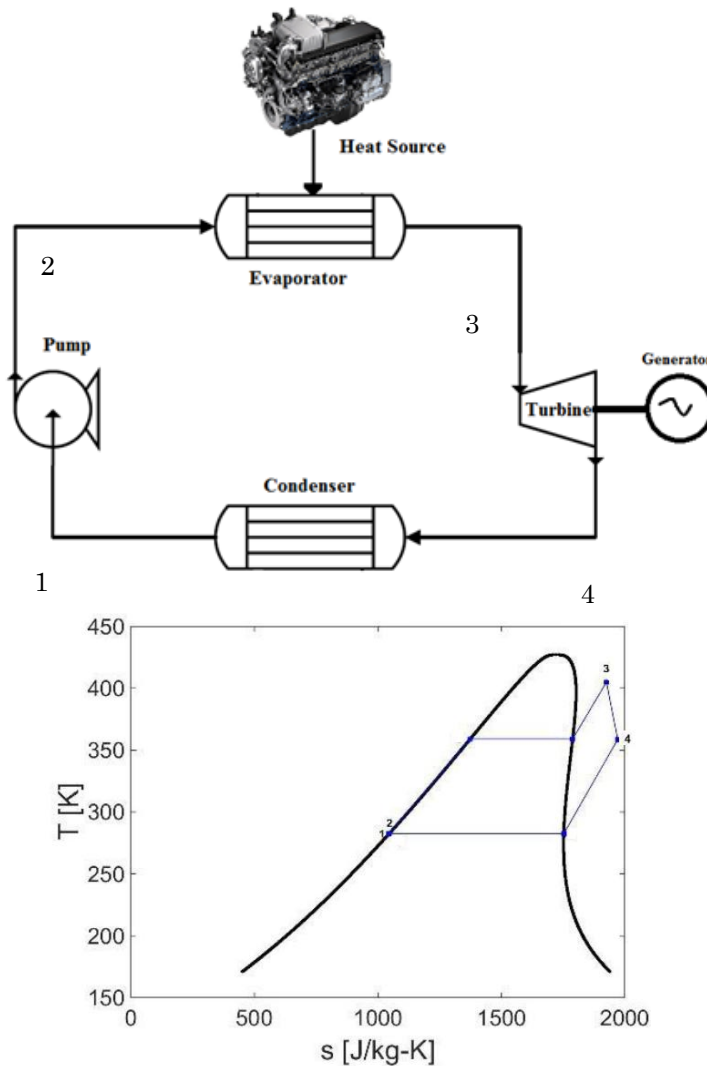 Heat Source
2
Evaporator
3
Pump
Generator
Turbine
Condenser
1
4
450
400
350
300
250
200
150
T [K]
3
4
2
1
0
500
1000
1500
2000
s [J/kg-K]